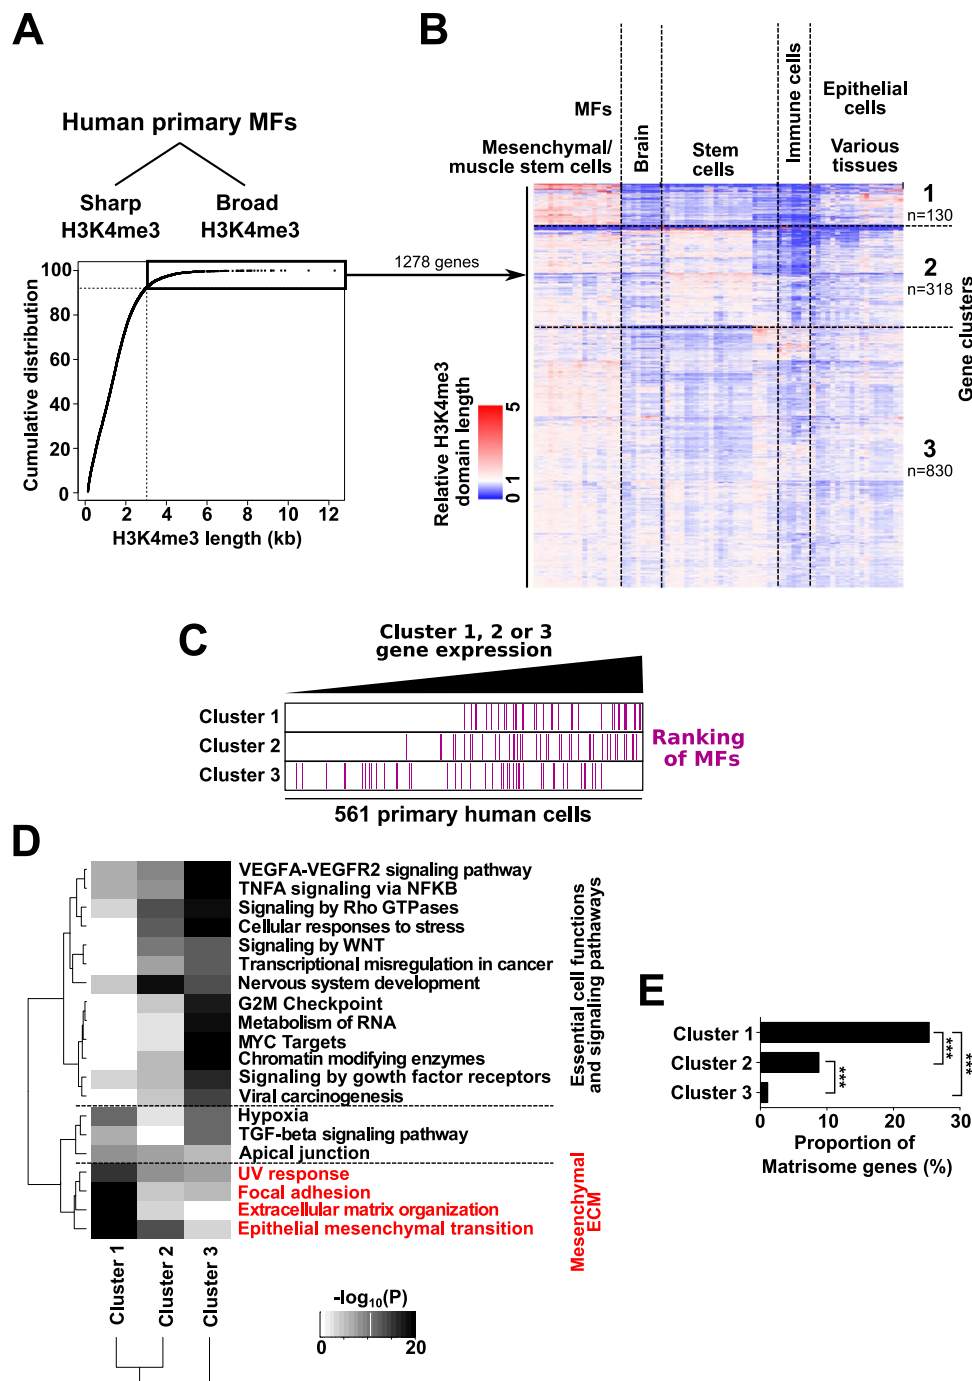 A
Human primary MFs
Sharp
H3K4me3
Broad
H3K4me3
Cumulative distribution
100
80
60
40
20
0
0 2 4 6 8 10 12
H3K4me3 length (kb)
1278 genes
B
MFs
Mesenchymal/
muscle stem cells
Brain
Stem
cells
Immune cells
Epithelial
cells
Various
tissues
1
n=130
2
n=318
3
n=830
Gene clusters
Relative H3K4me3
domain length
0 1 5
C
Cluster 1, 2 or 3
gene expression
Cluster 1
Cluster 2
Cluster 3
Ranking
of MFs
561 primary human cells
D
VEGFA-VEGFR2 signaling pathway
TNFA signaling via NFKB
Signaling by Rho GTPases
Cellular responses to stress
Signaling by WNT
Transcriptional misregulation in cancer
Nervous system development
G2M Checkpoint
Metabolism of RNA
MYC Targets
Chromatin modifying enzymes
Signaling by gowth factor receptors
Viral carcinogenesis
Hypoxia
TGF-beta signaling pathway
Apical junction
UV response
Focal adhesion
Extracellular matrix organization
Epithelial mesenchymal transition
Essential cell functions
and signaling pathaways
Mesenchymal
ECM
Cluster 1
Cluster 2
Cluster 3
-log10(P)
0 20
E
Cluster 1
Cluster 2
Cluster 3
***
***
***
0 10 20 30
Proportion of
Matrisome genes (%)